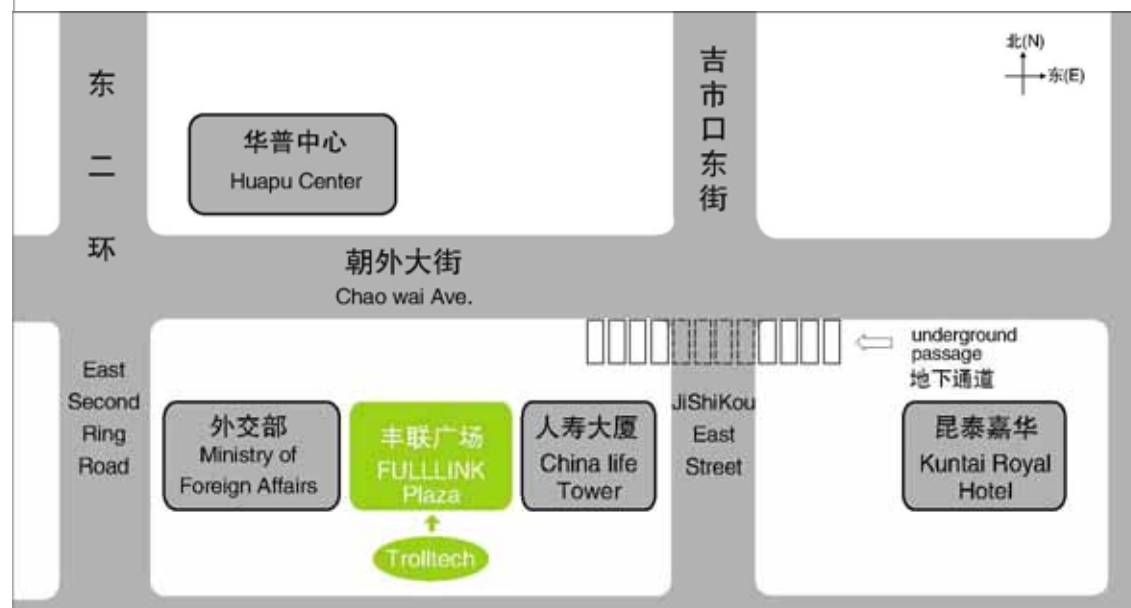 东二环
吉市口东街
北(N)
东(E)
华普中心
Huapu Center
朝外大街
Chao wai Ave.
underground
passage
地下通道
East
Second
Ring
Road
外交部
Ministry of
Foreign Affairs
丰联广场
FULLLINK
Plaza
人寿大厦
China life
Tower
JiShiKou
East
Street
昆泰嘉华
Kuntai Royal
Hotel
Trolltech